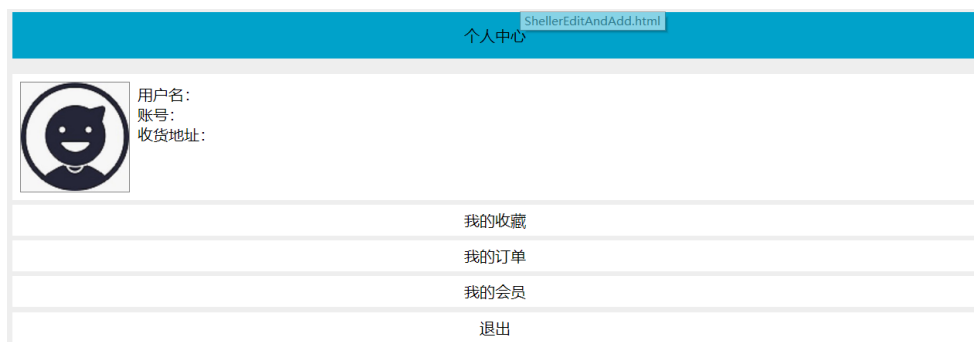 ShellerEditAndAdd.html
个人中心
用户名：
账号：
收货地址：
我的收藏
我的订单
我的会员
退出